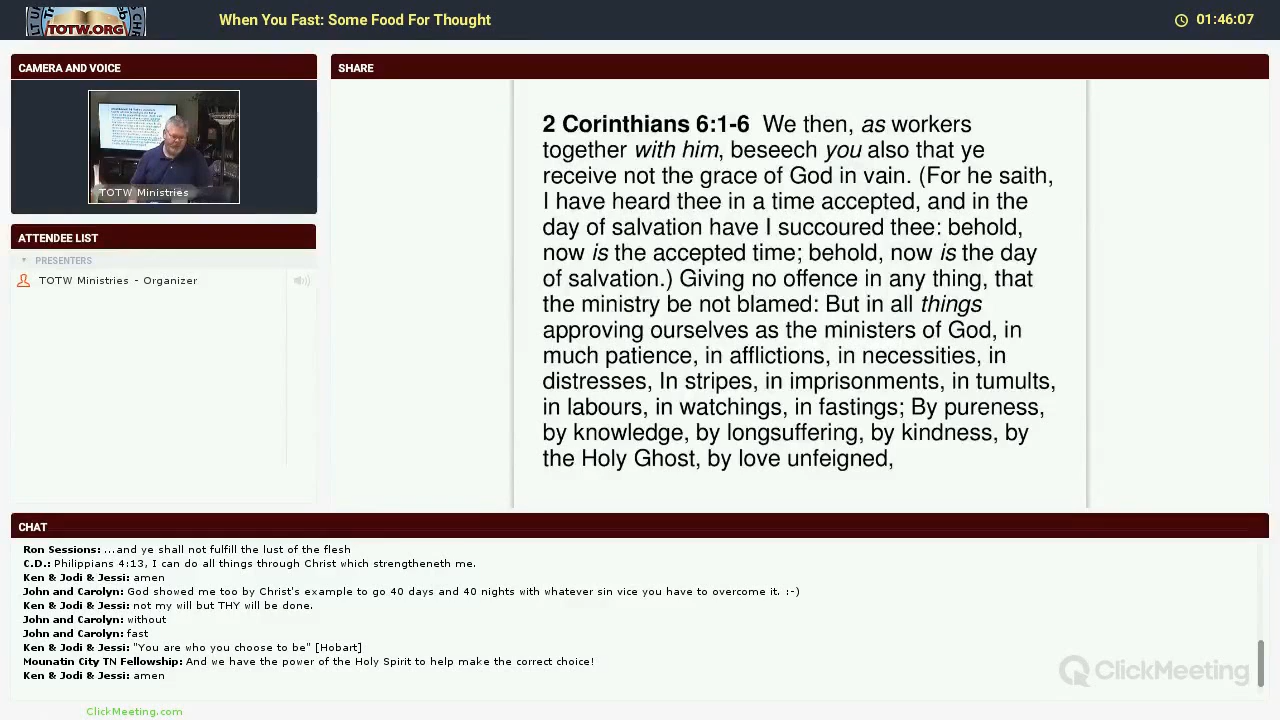 TOTW.ORG
When You Fast: Some Food For Thought
01:46:07
CAMERA AND VOICE
TOTW Ministries
ATTENDEE LIST
PRESENTERS
TOTW Ministries - Organizer
SHARE
2 Corinthians 6:1-6 We then, as workers
together with him, beseech you also that ye
receive not the grace of God in vain. (For he saith,
I have heard thee in a time accepted, and in the
day of salvation have I succoured thee: behold,
now is the accepted time; behold, now is the day
of salvation.) Giving no offence in any thing, that
the ministry be not blamed: But in all things
approving ourselves as the ministers of God, in
much patience, in afflictions, in necessities, in
distresses, In stripes, in imprisonments, in tumults,
in labours, in watchings, in fastings; By pureness,
by knowledge, by longsuffering, by kindness, by
the Holy Ghost, by love unfeigned,
CHAT
Ron Sessions: ...and ye shall not fulfill the lust of the flesh
C.D.: Philippians 4:13, I can do all things through Christ which strengtheneth me.
Ken & Jodi & Jessi: amen
John and Carolyn: God showed me too by Christ's example to go 40 days and 40 nights with whatever sin vice you have to overcome it. :-)
Ken & Jodi & Jessi: not my will but THY will be done.
John and Carolyn: without
John and Carolyn: fast
Ken & Jodi & Jessi: "You are who you choose to be" [Hobart]
Mounatin City TN Fellowship: And we have the power of the Holy Spirit to help make the correct choice!
Ken & Jodi & Jessi: amen
ClickMeeting
ClickMeeting.com